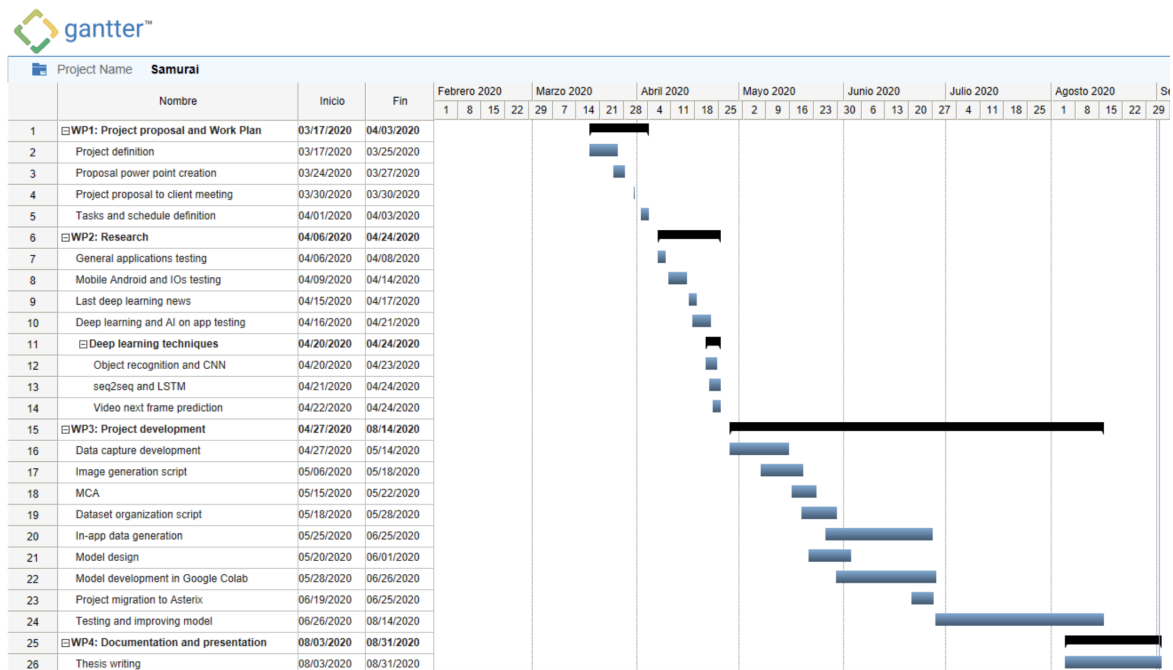 gantter™
Project Name Samurai
Nombre Inicio Fin
Febrero 2020 Marzo 2020 Abril 2020 Mayo 2020 Junio 2020 Julio 2020 Agosto 2020 Se
1 8 15 22 29 7 14 21 28 4 11 18 25 2 9 16 23 30 6 13 20 27 4 11 18 25 1 8 15 22 29
1 WP1: Project proposal and Work Plan 03/17/2020 04/03/2020
2 Project definition 03/17/2020 03/25/2020
3 Proposal power point creation 03/24/2020 03/27/2020
4 Project proposal to client meeting 03/30/2020 03/30/2020
5 Tasks and schedule definition 04/01/2020 04/03/2020
6 WP2: Research 04/06/2020 04/24/2020
7 General applications testing 04/06/2020 04/08/2020
8 Mobile Android and IOs testing 04/09/2020 04/14/2020
9 Last deep learning news 04/15/2020 04/17/2020
10 Deep learning and AI on app testing 04/16/2020 04/21/2020
11 Deep learning techniques 04/20/2020 04/24/2020
12 Object recognition and CNN 04/20/2020 04/23/2020
13 seq2seq and LSTM 04/21/2020 04/24/2020
14 Video next frame prediction 04/22/2020 04/24/2020
15 WP3: Project development 04/27/2020 08/14/2020
16 Data capture development 04/27/2020 05/14/2020
17 Image generation script 05/06/2020 05/18/2020
18 MCA 05/15/2020 05/22/2020
19 Dataset organization script 05/18/2020 05/28/2020
20 In-app data generation 05/25/2020 06/25/2020
21 Model design 05/20/2020 06/01/2020
22 Model development in Google Colab 05/28/2020 06/26/2020
23 Project migration to Asterix 06/19/2020 06/25/2020
24 Testing and improving model 06/26/2020 08/14/2020
25 WP4: Documentation and presentation 08/03/2020 08/31/2020
26 Thesis writing 08/03/2020 08/31/2020